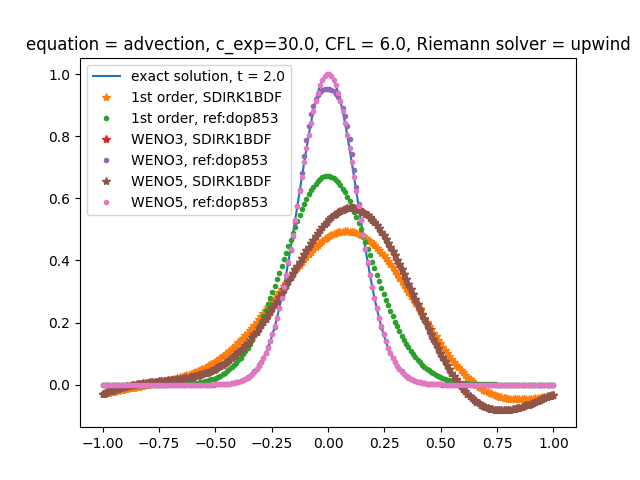 equation = advection, c_exp=30.0, CFL = 6.0, Riemann solver = upwind
1.0
0.8
0.6
0.4
0.2
0.0
exact solution, t = 2.0
1st order, SDIRK1BDF
1st order, ref:dop853
WENO3, SDIRK1BDF
WENO3, ref:dop853
WENO5, SDIRK1BDF
WENO5, ref:dop853
−1.00 −0.75 −0.50 −0.25 0.00 0.25 0.50 0.75 1.00